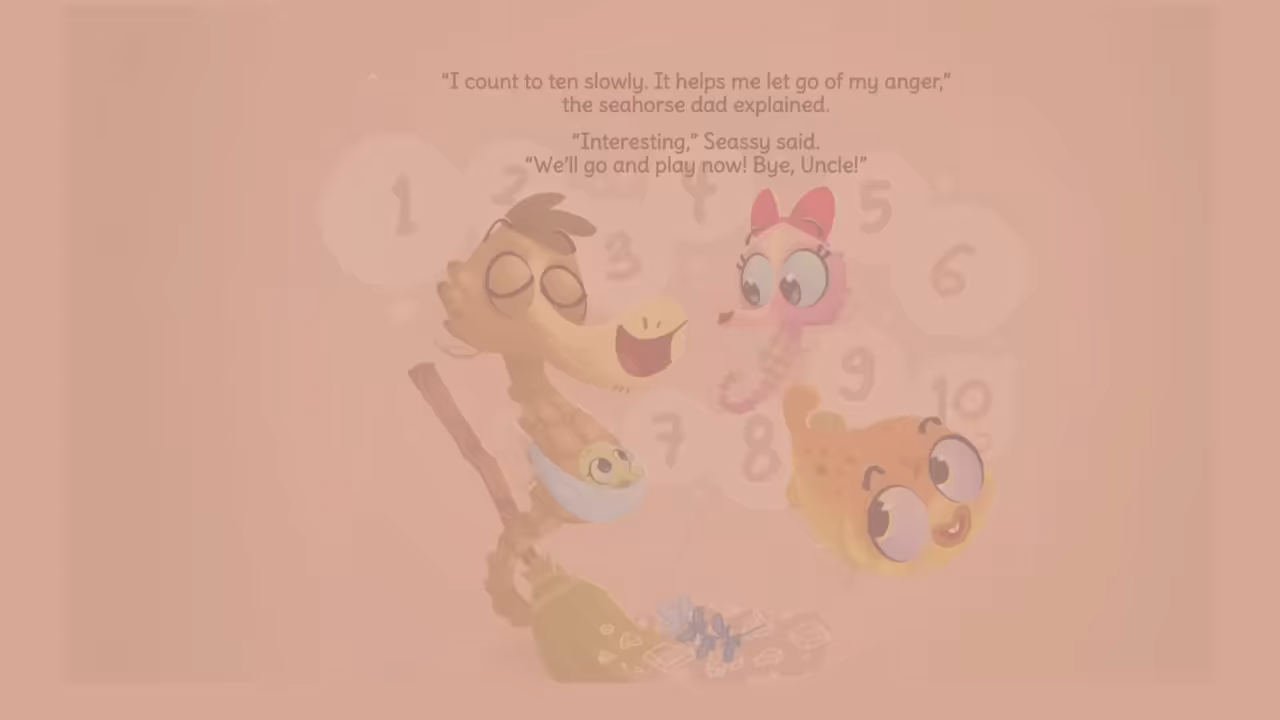 “I count to ten slowly. It helps me let go of my anger,”
the seahorse dad explained.
“Interesting,” Seassy said.
“We’ll go and play now! Bye, Uncle!”
1
2
3
4
5
6
7
8
9
10